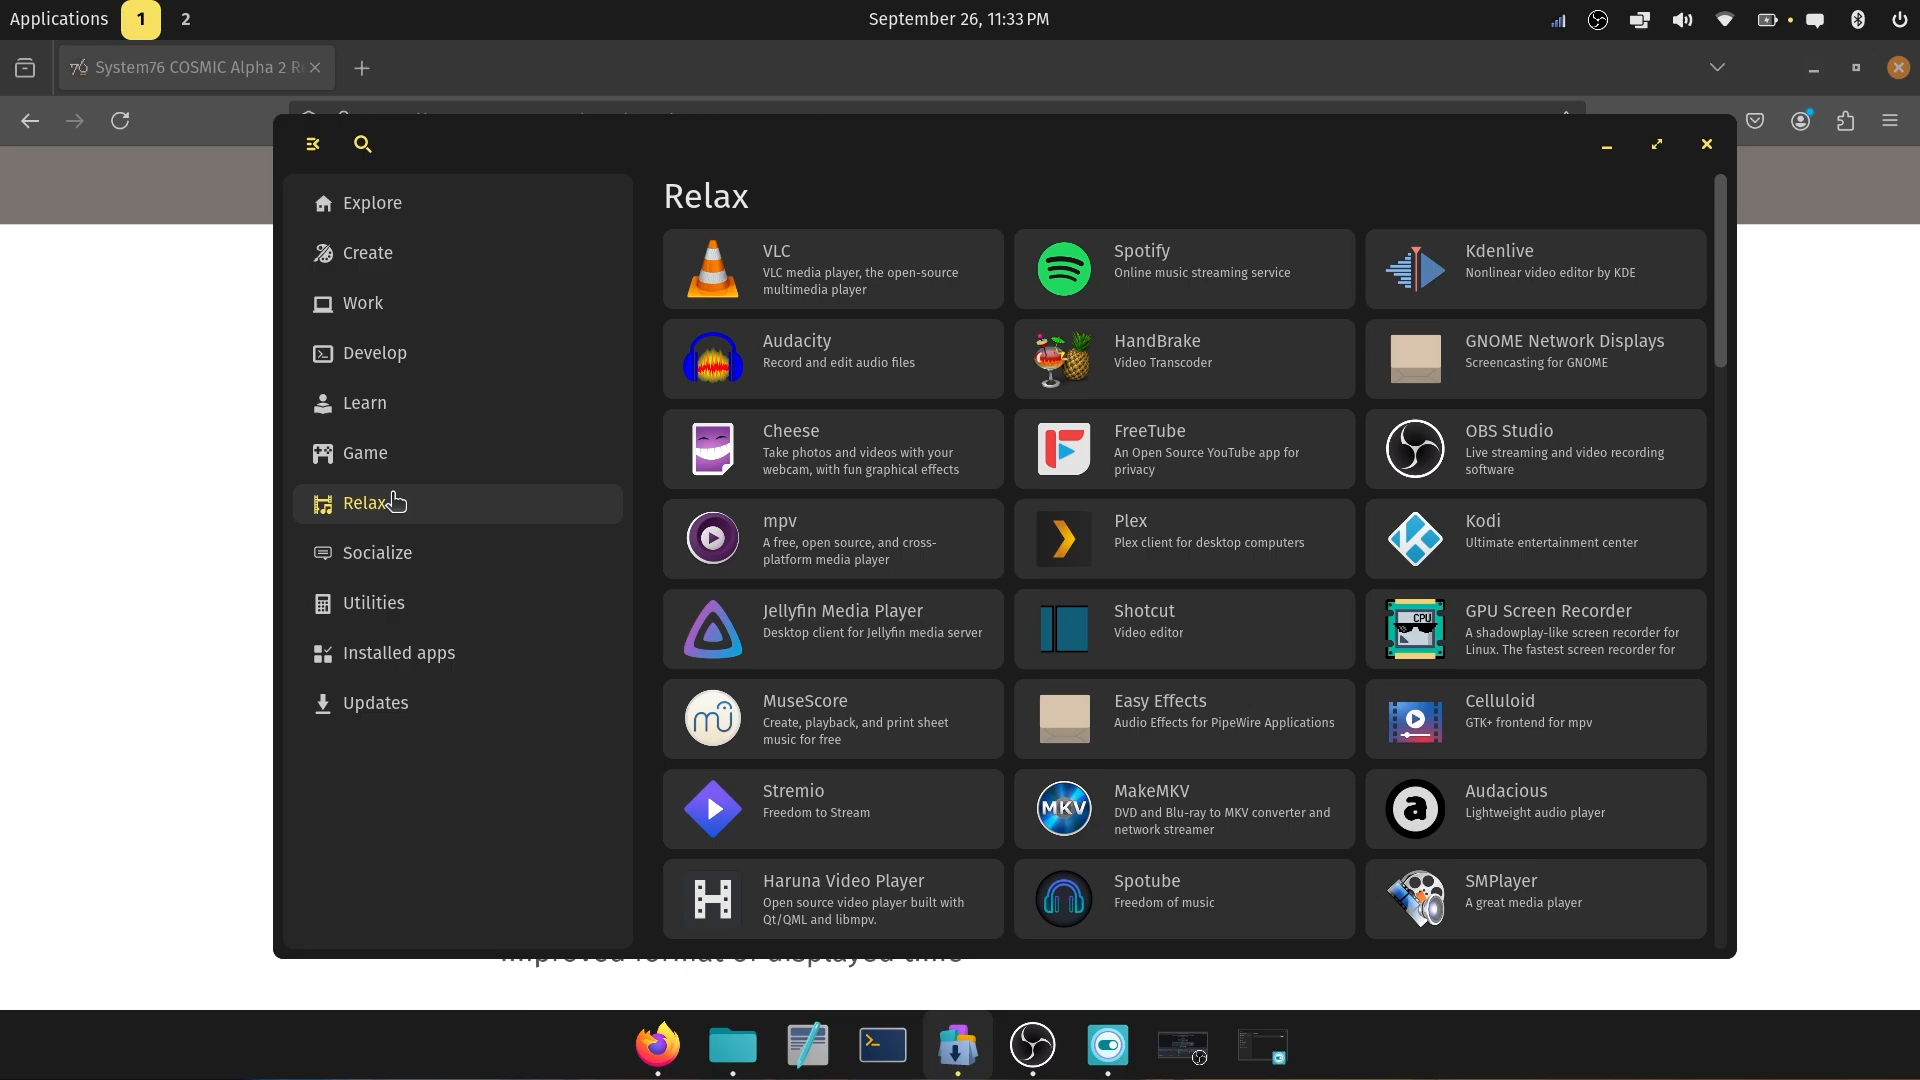 Applications 1 2 September 26, 11:33 PM
System76 COSMIC Alpha 2 Re
Relax
Explore
Create
Work
Develop
Learn
Game
Relax
Socialize
Utilities
Installed apps
Updates
VLC
VLC media player, the open-source
multimedia player
Spotify
Online music streaming service
Kdenlive
Nonlinear video editor by KDE
Audacity
Record and edit audio files
HandBrake
Video Transcoder
GNOME Network Displays
Screencasting for GNOME
Cheese
Take photos and videos with your
webcam, with fun graphical effects
FreeTube
An Open Source YouTube app for
privacy
OBS Studio
Live streaming and video recording
software
mpv
A free, open source, and cross-
platform media player
Plex
Plex client for desktop computers
Kodi
Ultimate entertainment center
Jellyfin Media Player
Desktop client for Jellyfin media server
Shotcut
Video editor
CPU
GPU Screen Recorder
A shadowplay-like screen recorder for
Linux. The fastest screen recorder for
mu
MuseScore
Create, playback, and print sheet
music for free
Easy Effects
Audio Effects for PipeWire Applications
Celluloid
GTK+ frontend for mpv
Stremio
Freedom to Stream
MKV
MakeMKV
DVD and Blu-ray to MKV converter and
network streamer
a
Audacious
Lightweight audio player
Haruna Video Player
Open source video player built with
Qt/QML and libmpv.
Spotube
Freedom of music
SMPlayer
A great media player
improved format of displayed time